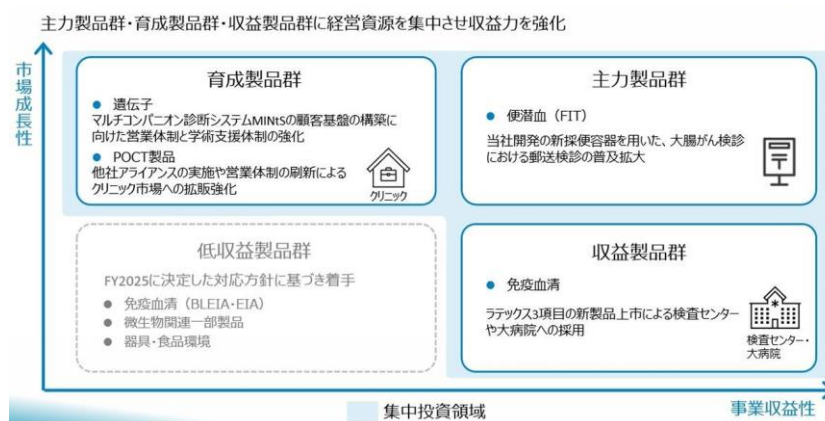 主力製品群・育成製品群・収益製品群に経営資源を集中させ収益力を強化
市場成長性
育成製品群
● 遺伝子
マルチコンパニオン診断システムMINtSの顧客基盤の構築に
向けた営業体制と学術支援体制の強化
● POCT製品
他社アライアンスの実施や営業体制の刷新による
クリニック市場への拡販強化
クリニック
主力製品群
● 便潜血（FIT）
当社開発の新採便容器を用いた、大腸がん検診
における郵送検診の普及拡大
低収益製品群
FY2025に決定した対応方針に基づき着手
● 免疫血清（BLEIA・EIA）
● 微生物関連一部製品
● 器具・食品環境
収益製品群
● 免疫血清
ラテックス3項目の新製品上市による検査センター
や大病院への採用
検査センター・
大病院
集中投資領域
事業収益性